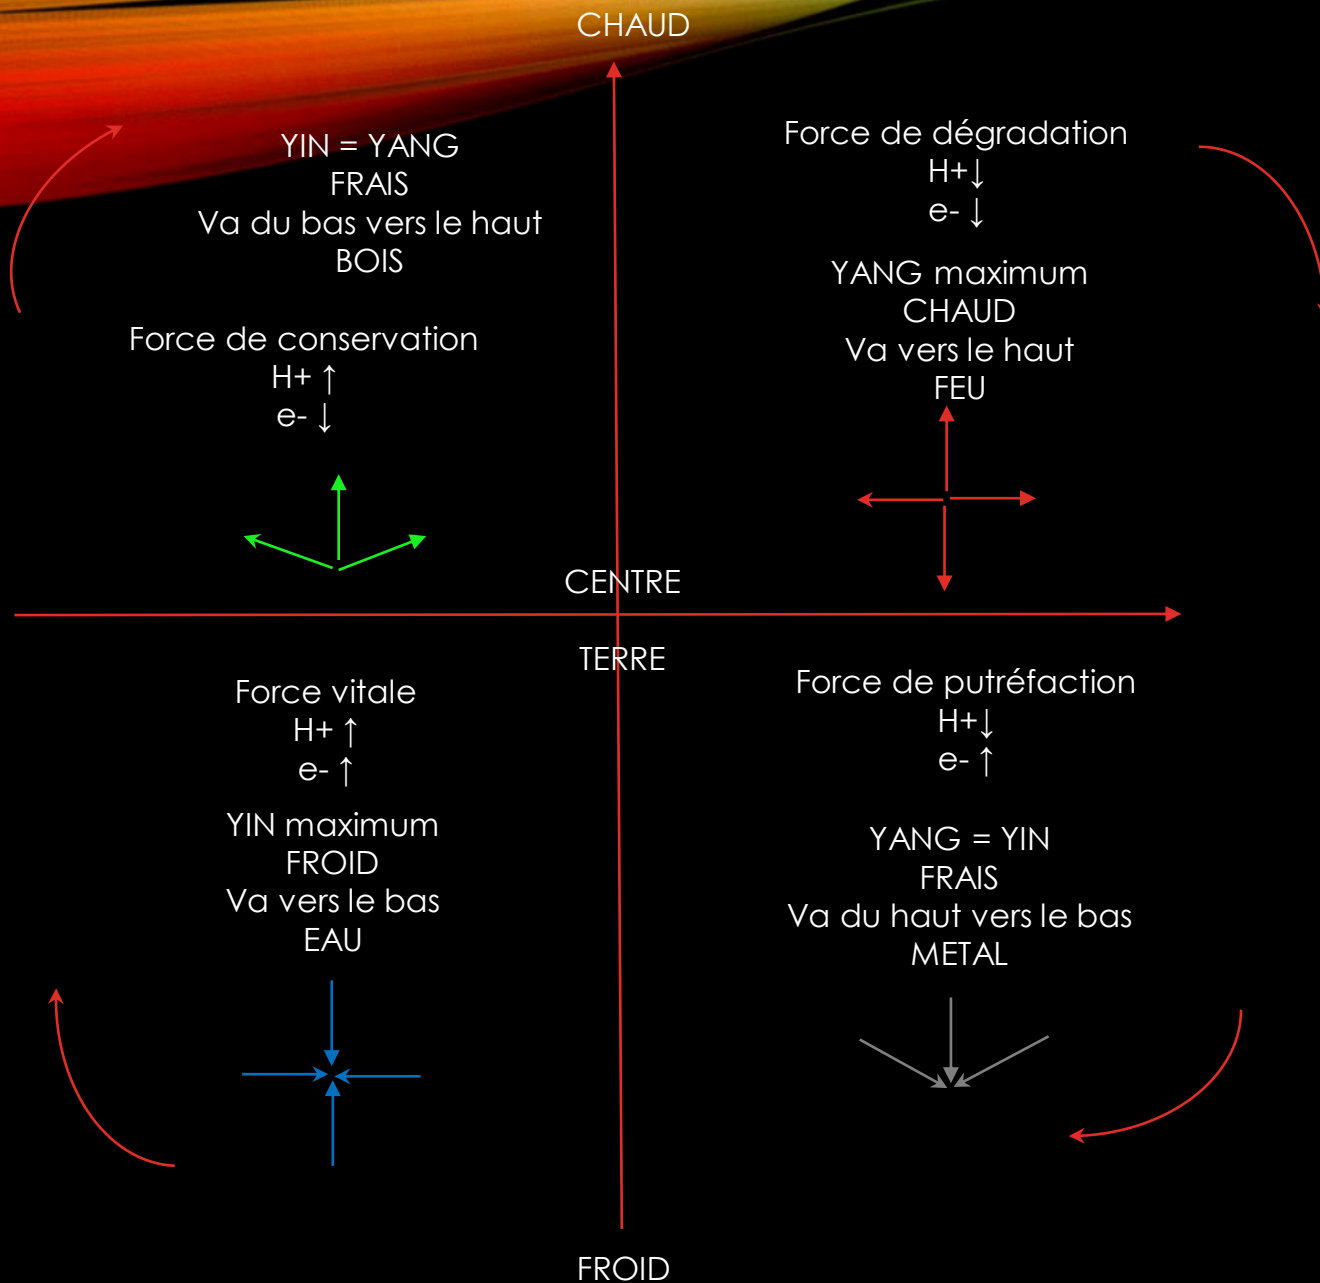 CHAUD
YIN = YANG
FRAIS
Va du bas vers le haut
BOIS
Force de conservation
H+ ↑
e- ↓
Force de dégradation
H+↓
e- ↓
YANG maximum
CHAUD
Va vers le haut
FEU
CENTRE
TERRE
Force vitale
H+ ↑
e- ↑
YIN maximum
FROID
Va vers le bas
EAU
Force de putréfaction
H+↓
e- ↑
YANG = YIN
FRAIS
Va du haut vers le bas
METAL
FROID